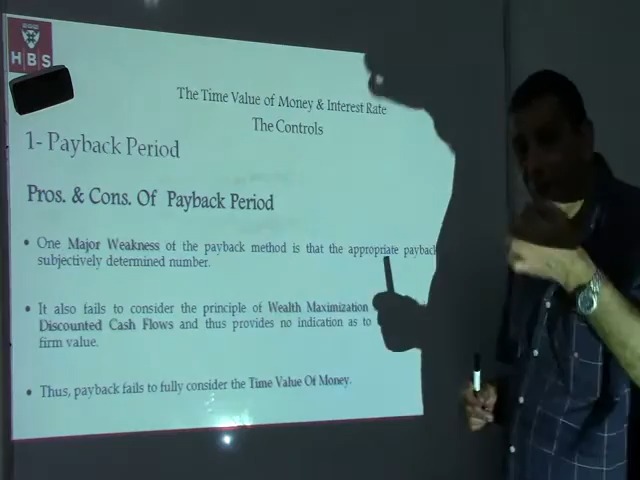 HBS
The Time Value of Money & Interest Rate
The Controls
1- Payback Period
Pros. & Cons. Of Payback Period
• One Major Weakness of the payback method is that the appropriate payback
subjectively determined number.
• It also fails to consider the principle of Wealth Maximization
Discounted Cash Flows and thus provides no indication as to
firm value.
• Thus, payback fails to fully consider the Time Value Of Money.